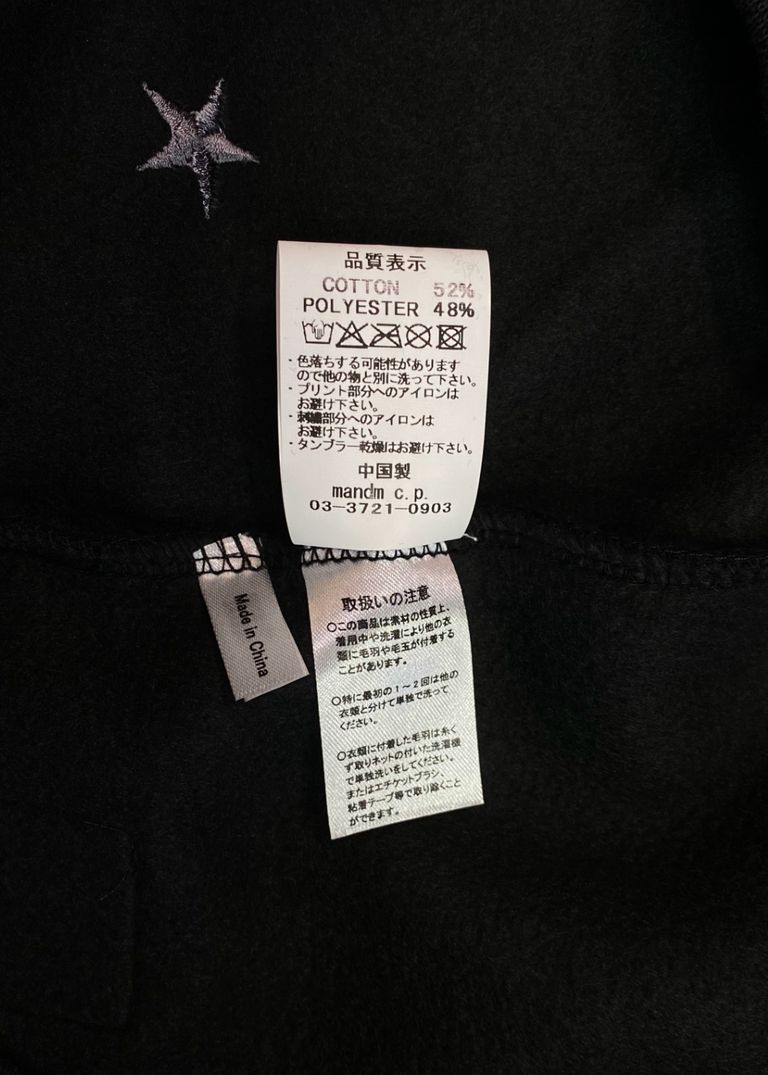 品質表示
COTTON 52%
POLYESTER 48%
・色落ちする可能性があります
ので他の物と別に洗って下さい。
・プリント部分へのアイロンは
お避け下さい。
・刺繍部分へのアイロンは
お避け下さい。
・タンブラー乾燥はお避け下さい。
中国製
mandm c.p.
03-3721-0903
Made in China
取扱いの注意
○この商品は素材の性質上、
着用中や洗濯により他の衣
類に毛羽や毛玉が付着する
ことがあります。
○特に最初の1～2回は他の
衣類と分けて単独で洗って
ください。
○衣類に付着した毛羽は糸く
ず取りネットの付いた洗濯機
で単独洗いをしてください。
またはエチケットブラシ、
粘着テープ等で取り除くこと
ができます。